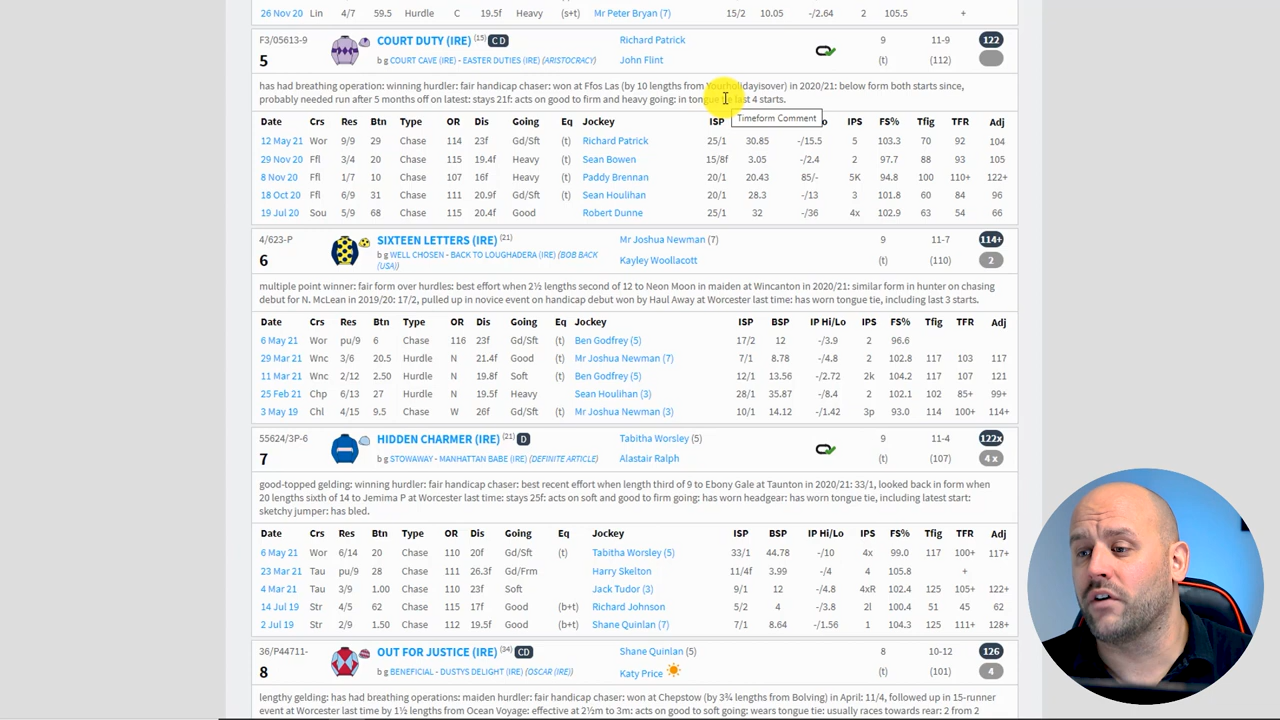 26 Nov 20 Lin 4/7 59.5 Hurdle C 19.5f Heavy (s+t) Mr Peter Bryan (7) 15/2 10.05 -/2.64 2 105.5 +
F3/05613-9 COURT DUTY (IRE) (15) C D Richard Patrick 9 11-9 122
5 b g COURT CAVE (IRE) - EASTER DUTIES (IRE) (ARISTOCRACY) John Flint (t) (112)
has had breathing operations: winning hurdler: fair handicap chaser: won at Ffos Las (by 10 lengths from Yourholidayisover) in 2020/21: below form both starts since,
probably needed run after 5 months off on latest: stays 21f: acts on good to firm and heavy going: in tongue last 4 starts.
Timeform Comment
Date Crs Res Btn Type OR Dis Going Eq Jockey ISP IPS FS% Tfig TFR Adj
12 May 21 Wor 9/9 29 Chase 114 23f Gd/Sft (t) Richard Patrick 25/1 30.85 -/15.5 5 103.3 70 92 104
29 Nov 20 Ffl 3/4 20 Chase 115 19.4f Heavy (t) Sean Bowen 15/8f 3.05 -/2.4 2 97.7 88 93 105
8 Nov 20 Ffl 1/7 10 Chase 107 16f Heavy (t) Paddy Brennan 20/1 20.43 85/- 5K 94.8 100 110+ 122+
18 Oct 20 Ffl 6/9 31 Chase 111 20.9f Gd/Sft (t) Sean Houlihan 20/1 28.3 -/13 3 101.8 60 84 96
19 Jul 20 Sou 5/9 68 Chase 115 20.4f Good Robert Dunne 25/1 32 -/36 4x 102.9 63 54 66
4/623-P SIXTEEN LETTERS (IRE) (21) Mr Joshua Newman (7) 9 11-7 114+
6 b g WELL CHOSEN - BACK TO LOUGHADERA (IRE) (BOB BACK Kayley Woollacott (t) (110) 2
(USA))
multiple point winner: fair form over hurdles: best effort when 2½ lengths second of 12 to Neon Moon in maiden at Wincanton in 2020/21: similar form in hunter on chasing
debut for N. McLean in 2019/20: 17/2, pulled up in novice event on handicap debut won by Haul Away at Worcester last time: has worn tongue tie, including last 3 starts.
Date Crs Res Btn Type OR Dis Going Eq Jockey ISP BSP IP Hi/Lo IPS FS% Tfig TFR Adj
6 May 21 Wor pu/9 6 Chase 116 23f Gd/Sft (t) Ben Godfrey (5) 17/2 12 -/3.9 2 96.6
29 Mar 21 Wnc 3/6 20.5 Hurdle N 21.4f Good (t) Mr Joshua Newman (7) 7/1 8.78 -/4.8 2 102.8 117 103 117
11 Mar 21 Wnc 2/12 2.50 Hurdle N 19.8f Soft (t) Ben Godfrey (5) 12/1 13.56 -/2.72 2k 104.2 117 107 121
25 Feb 21 Chp 6/13 27 Hurdle N 19.5f Heavy Sean Houlihan (3) 28/1 35.87 -/8.4 2 102.1 102 85+ 99+
3 May 19 Chl 4/15 9.5 Chase W 26f Gd/Sft (t) Mr Joshua Newman (3) 10/1 14.12 -/1.42 3p 93.0 114 100+ 114+
55624/3P-6 HIDDEN CHARMER (IRE) (21) D Tabitha Worsley (5) 9 11-4 122x
7 b g STOWAWAY - MANHATTAN BABE (IRE) (DEFINITE ARTICLE) Alastair Ralph (t) (107) 4 x
good-topped gelding: winning hurdler: fair handicap chaser: best recent effort when length third of 9 to Ebony Gale at Taunton in 2020/21: 33/1, looked back in form when
20 lengths sixth of 14 to Jemima P at Worcester last time: stays 25f: acts on soft and good to firm going: has worn headgear: has worn tongue tie, including latest start:
sketchy jumper: has bled.
Date Crs Res Btn Type OR Dis Going Eq Jockey ISP BSP IP Hi/Lo IPS FS% Tfig TFR Adj
6 May 21 Wor 6/14 20 Chase 110 20f Gd/Sft (t) Tabitha Worsley (5) 33/1 44.78 -/10 4x 99.0 117 100+ 117+
23 Mar 21 Tau pu/9 28 Chase 111 26.3f Gd/Frm Harry Skelton 11/4f 3.99 -/4 4 105.8 +
4 Mar 21 Tau 3/9 1.00 Chase 110 23f Soft Jack Tudor (3) 9/1 12 -/4.8 4xR 102.6 125 105+ 122+
14 Jul 19 Str 4/5 62 Chase 115 17f Good (b+t) Richard Johnson 5/2 4 -/3.8 2l 100.4 51 45 62
2 Jul 19 Str 2/9 1.50 Chase 112 19.5f Good (b+t) Shane Quinlan (7) 7/1 8.64 -/1.56 1 104.3 125 111+ 128+
36/P44711- OUT FOR JUSTICE (IRE) (34) CD Shane Quinlan (5) 8 10-12 126
8 b g BENEFICIAL - DUSTYS DELIGHT (IRE) (OSCAR (IRE)) Katy Price (t) (101) 4
lengthy gelding: has had breathing operations: maiden hurdler: fair handicap chaser: won at Chepstow (by 3¾ lengths from Bolving) in April: 11/4, followed up in 15-runner
event at Worcester last time by 1½ lengths from Ocean Voyage: effective at 2½m to 3m: acts on good to soft going: wears tongue tie: usually races towards rear: 2 from 2